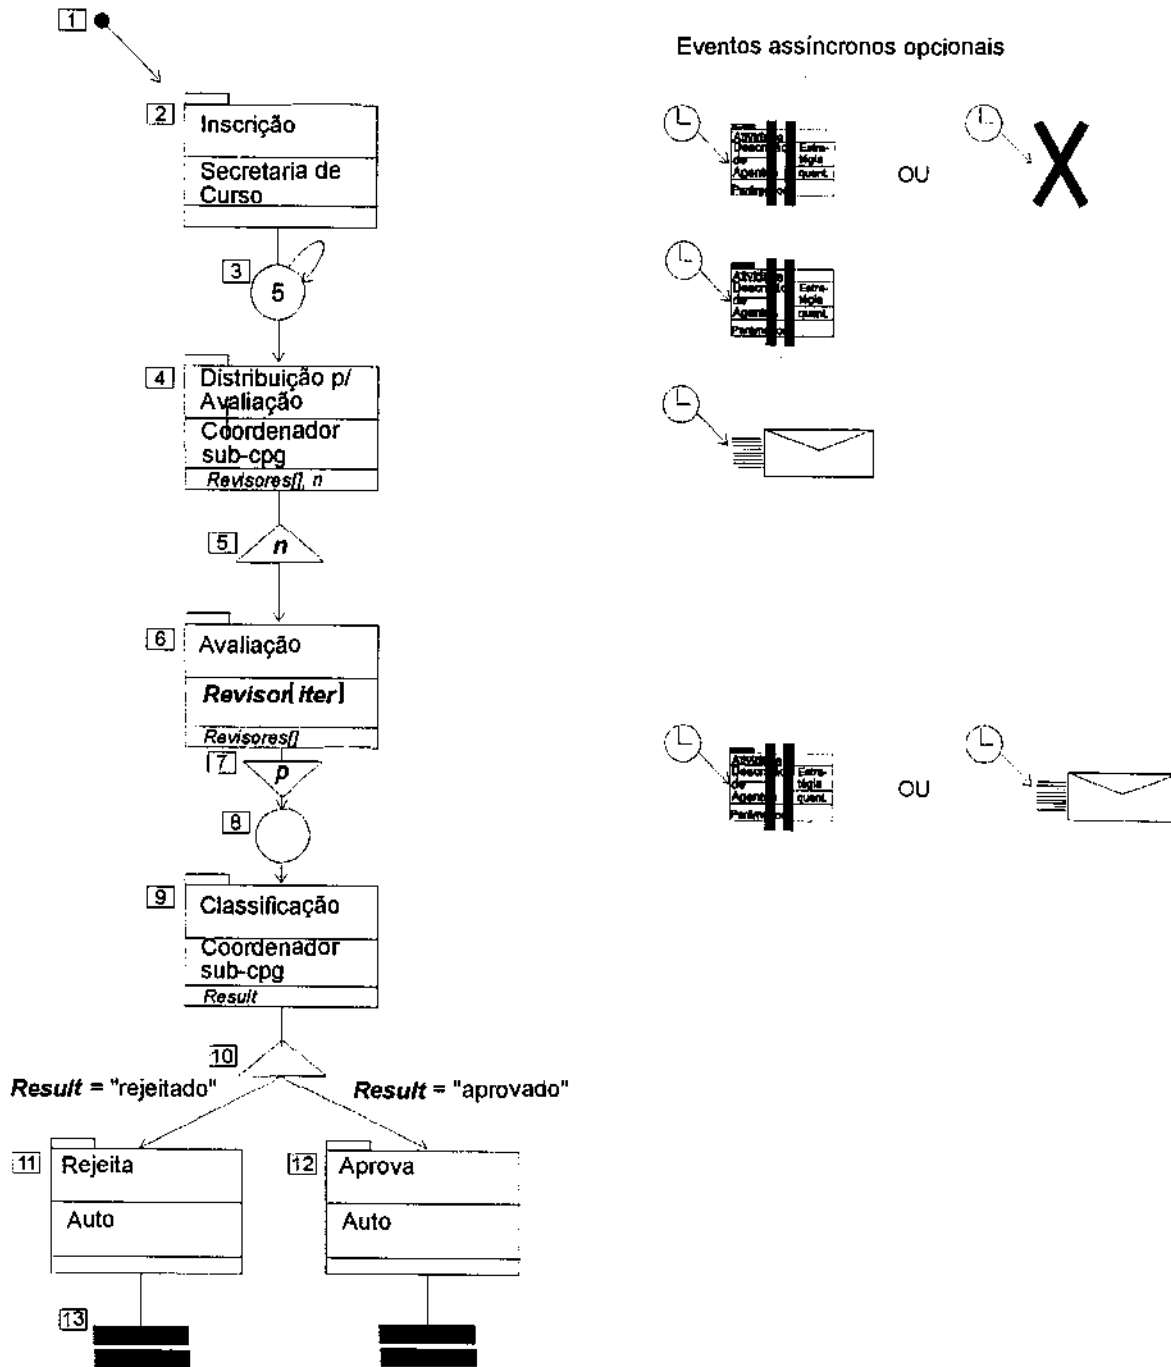 1
Eventos assíncronos opcionais
2
Inscrição
Secretaria de
Curso
OU
3
5
4
Distribuição p/
Avaliação
Coordenador
sub-cpg
Revisores[], n
5
n
6
Avaliação
Revisor[iter]
Revisores[]
7
p
OU
8
9
Classificação
Coordenador
sub-cpg
Result
10
Result = "rejeitado"
Result = "aprovado"
11
Rejeita
Auto
12
Aprova
Auto
13